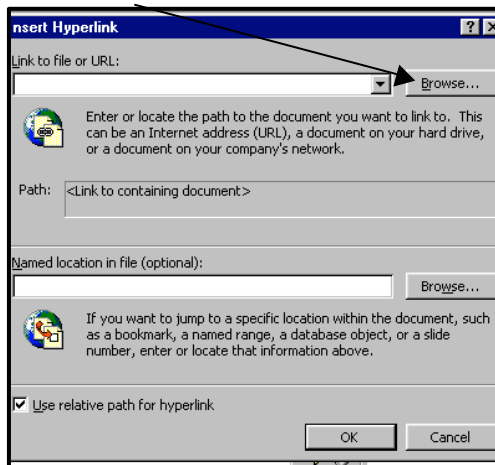 nsert Hyperlink
Link to file or URL:
Browse...
Enter or locate the path to the document you want to link to. This
can be an Internet address (URL), a document on your hard drive,
or a document on your company's network.
Path: <Link to containing document>
Named location in file (optional):
Browse...
If you want to jump to a specific location within the document, such
as a bookmark, a named range, a database object, or a slide
number, enter or locate that information above.
Use relative path for hyperlink
OK Cancel